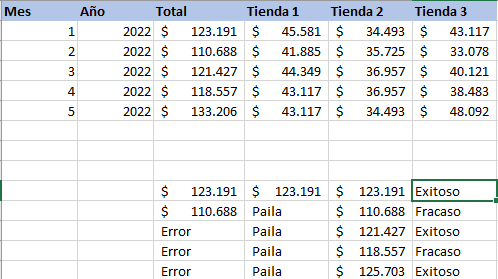 Mes Año Total Tienda 1 Tienda 2 Tienda 3
1 2022 $ 123.191 $ 45.581 $ 34.493 $ 43.117
2 2022 $ 110.688 $ 41.885 $ 35.725 $ 33.078
3 2022 $ 121.427 $ 44.349 $ 36.957 $ 40.121
4 2022 $ 118.557 $ 43.117 $ 36.957 $ 38.483
5 2022 $ 133.206 $ 43.117 $ 34.493 $ 48.092
$ 123.191 $ 123.191 $ 123.191 Exitoso
$ 110.688 Paila $ 110.688 Fracaso
Error Paila $ 121.427 Exitoso
Error Paila $ 118.557 Fracaso
Error Paila $ 125.703 Exitoso